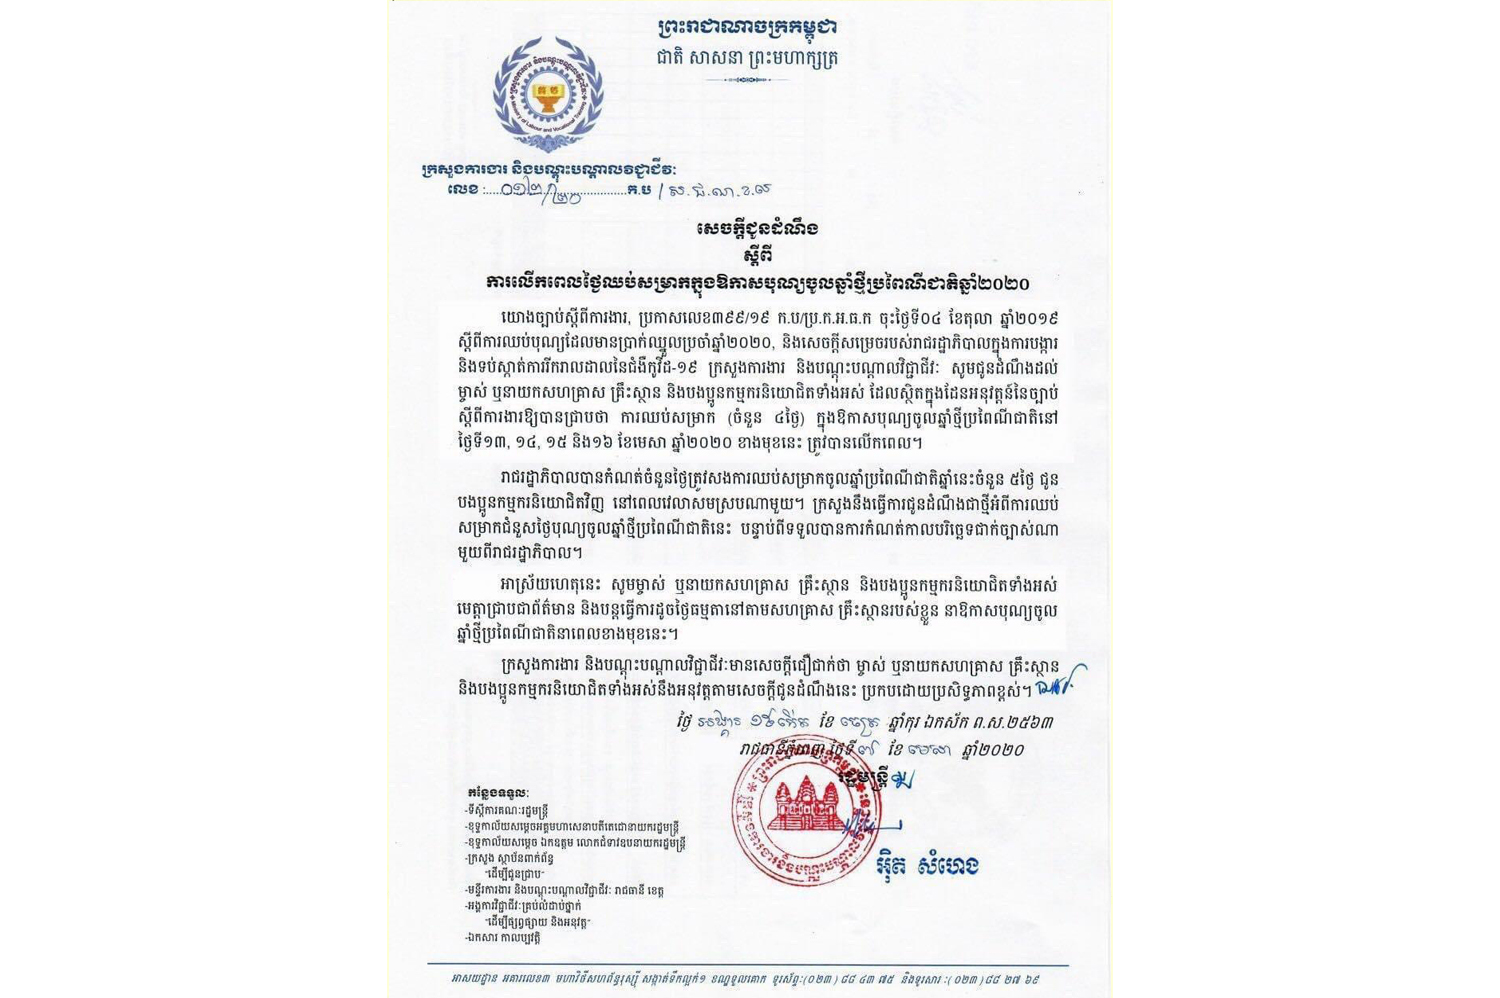 ព្រះរាជាណាចក្រកម្ពុជា
ជាតិ សាសនា ព្រះមហាក្សត្រ
ក្រសួងការងារ និងបណ្តុះបណ្តាលវិជ្ជាជីវៈ
Ministry of Labour and Vocational Training
ក្រសួងការងារ និងបណ្តុះបណ្តាលវិជ្ជាជីវៈ
លេខ :....០១២/២០..............ក.ប / ស.ជ.ណ.ខ.ល
សេចក្តីជូនដំណឹង
ស្តីពី
ការលើកពេលថ្ងៃឈប់សម្រាកក្នុងឱកាសបុណ្យចូលឆ្នាំថ្មីប្រពៃណីជាតិឆ្នាំ២០២០
យោងច្បាប់ស្តីពីការងារ, ប្រកាសលេខ៣៩៩/១៩ ក.ប/ប្រ.ក.អ.ធ.ក ចុះថ្ងៃទី០៤ ខែតុលា ឆ្នាំ២០១៩
ស្តីពីការឈប់បុណ្យដែលមានប្រាក់ឈ្នួលប្រចាំឆ្នាំ២០២០, និងសេចក្តីសម្រេចរបស់រាជរដ្ឋាភិបាលក្នុងការបង្ការ
និងទប់ស្កាត់ការរីករាលដាលនៃជំងឺកូវីដ-១៩ ក្រសួងការងារ និងបណ្តុះបណ្តាលវិជ្ជាជីវៈ សូមជូនដំណឹងដល់
ម្ចាស់ ឬនាយកសហគ្រាស គ្រឹះស្ថាន និងបងប្អូនកម្មករនិយោជិតទាំងអស់ ដែលស្ថិតក្នុងដែនអនុវត្តន៍នៃច្បាប់
ស្តីពីការងារឱ្យបានជ្រាបថា ការឈប់សម្រាក (ចំនួន ៤ថ្ងៃ) ក្នុងឱកាសបុណ្យចូលឆ្នាំថ្មីប្រពៃណីជាតិនៅ
ថ្ងៃទី១៣, ១៤, ១៥ និង១៦ ខែមេសា ឆ្នាំ២០២០ ខាងមុខនេះ ត្រូវបានលើកពេល។
រាជរដ្ឋាភិបាលបានកំណត់ចំនួនថ្ងៃត្រូវសងការឈប់សម្រាកចូលឆ្នាំប្រពៃណីជាតិឆ្នាំនេះចំនួន ៥ថ្ងៃ ជូន
បងប្អូនកម្មករនិយោជិតវិញ នៅពេលវេលាសមស្របណាមួយ។ ក្រសួងនឹងធ្វើការជូនដំណឹងជាថ្មីអំពីការឈប់
សម្រាកជំនួសថ្ងៃបុណ្យចូលឆ្នាំថ្មីប្រពៃណីជាតិនេះ បន្ទាប់ពីទទួលបានការកំណត់កាលបរិច្ឆេទជាក់ច្បាស់ណា
មួយពីរាជរដ្ឋាភិបាល។
អាស្រ័យហេតុនេះ សូមម្ចាស់ ឬនាយកសហគ្រាស គ្រឹះស្ថាន និងបងប្អូនកម្មករនិយោជិតទាំងអស់
មេត្តាជ្រាបជាព័ត៌មាន និងបន្តធ្វើការដូចថ្ងៃធម្មតានៅតាមសហគ្រាស គ្រឹះស្ថានរបស់ខ្លួន នាឱកាសបុណ្យចូល
ឆ្នាំថ្មីប្រពៃណីជាតិនាពេលខាងមុខនេះ។
ក្រសួងការងារ និងបណ្តុះបណ្តាលវិជ្ជាជីវៈមានសេចក្តីជឿជាក់ថា ម្ចាស់ ឬនាយកសហគ្រាស គ្រឹះស្ថាន
និងបងប្អូនកម្មករនិយោជិតទាំងអស់នឹងអនុវត្តតាមសេចក្តីជូនដំណឹងនេះ ប្រកបដោយប្រសិទ្ធភាពខ្ពស់។
ថ្ងៃ អង្គារ ១៥កើត ខែ ចេត្រ ឆ្នាំកុរ ឯកស័ក ព.ស.២៥៦៣
រាជធានីភ្នំពេញ ថ្ងៃទី ៧ ខែ មេសា ឆ្នាំ២០២០
រដ្ឋមន្ត្រី
អ៊ិត សំហេង
កន្លែងទទួលៈ
-ទីស្តីការគណៈរដ្ឋមន្ត្រី
-ខុទ្ទកាល័យសម្តេចអគ្គមហាសេនាបតីតេជោនាយករដ្ឋមន្ត្រី
-ខុទ្ទកាល័យសម្តេច ឯកឧត្តម លោកជំទាវឧបនាយករដ្ឋមន្ត្រី
-ក្រសួង ស្ថាប័នពាក់ព័ន្ធ
"ដើម្បីជូនជ្រាប"
-មន្ទីរការងារ និងបណ្តុះបណ្តាលវិជ្ជាជីវៈ រាជធានី ខេត្ត
-អង្គការវិជ្ជាជីវៈគ្រប់លំដាប់ថ្នាក់
"ដើម្បីផ្សព្វផ្សាយ និងអនុវត្ត"
-ឯកសារ កាលប្បវត្តិ
អាសយដ្ឋាន អគារលេខ៣ មហាវិថីសហព័ន្ធរុស្ស៊ី សង្កាត់ទឹកល្អក់១ ខណ្ឌទួលគោក ទូរស័ព្ទ:(០២៣) ៨៨ ៤៣ ៧៥ និងទូរសារ :(០២៣) ៨៨ ២៧ ៦៩